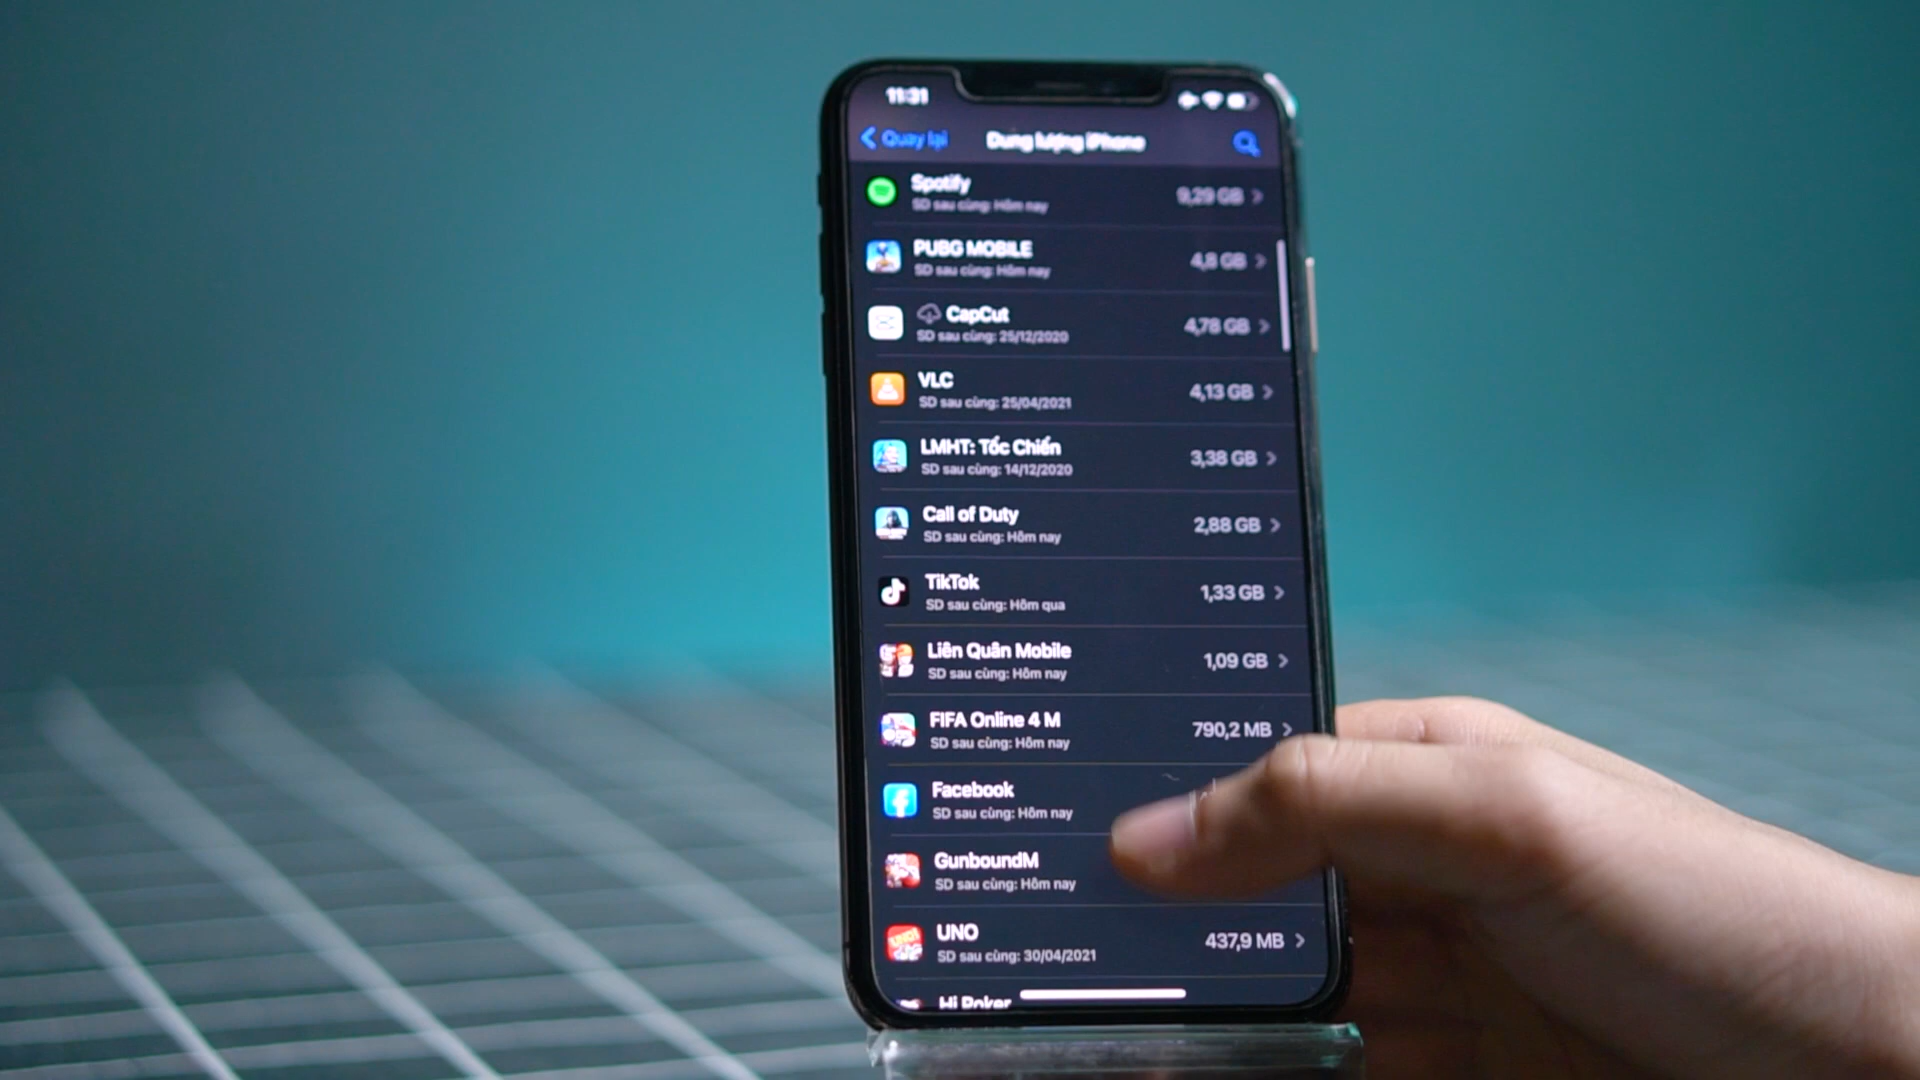 11:31
Quay lại
Dung lượng iPhone
Spotify
9,29 GB
SD sau cùng: Hôm nay
PUBG MOBILE
4,8 GB
SD sau cùng: Hôm nay
CapCut
4,78 GB
SD sau cùng: 25/12/2020
VLC
4,13 GB
SD sau cùng: 25/04/2021
LMHT: Tốc Chiến
3,38 GB
SD sau cùng: 14/12/2020
Call of Duty
2,88 GB
SD sau cùng: Hôm nay
TikTok
1,33 GB
SD sau cùng: Hôm qua
Liên Quân Mobile
1,09 GB
SD sau cùng: Hôm nay
FIFA Online 4 M
790,2 MB
SD sau cùng: Hôm nay
Facebook
SD sau cùng: Hôm nay
GunboundM
SD sau cùng: Hôm nay
UNO
437,9 MB
SD sau cùng: 30/04/2021
Hi Poker